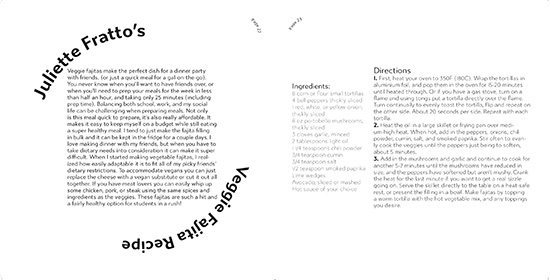 Juliette Fratto's
Veggie fajitas make the perfect dish for a dinner party
with friends, (or just a quick meal for a gal on the go).
You never know when you'll want to have friends over, or
when you'll need to prep your meals for the week in less
than half an hour, and taking only 25 minutes (including
prep time). Balancing both school, work, and my social
life can be challenging when preparing meals. Not only
is this meal quick to prepare, it's also really affordable. It
makes it easy to keep myself on a budget while still eating
a super healthy meal. I tend to just make the fajita filling
in bulk and it can be kept in the fridge for a couple days. I
love making dinner with my friends, but when you have to
take dietary needs into consideration it can make it super
difficult. When I started making vegetable fajitas, I real-
ized how easily adaptable it is to fit all of my picky friends'
dietary restrictions. To accommodate vegans you can just
replace the cheese with a vegan substitute or cut it out all
together. If you have meat lovers you can easily whip up
some chicken, pork, or steak using the same spices and
ingredients as the veggies. These fajitas are such a hit and
a fairly healthy option for students in a rush!
Veggie Fajita Recipe
Page 22
Page 23
Ingredients:
8 corn or flour small tortillas
4 bell peppers thickly sliced
1 red, white, or yellow onion,
thickly sliced
8 oz portobello mushrooms,
thickly sliced
3 cloves garlic, minced
2 tablespoons light oil
1 1/4 teaspoons chili powder
3/4 teaspoon cumin
3/4 teaspoon salt
1/2 teaspoon smoked paprika
Lime wedges
Avocado, sliced or mashed
Hot sauce of your choice
Directions
1. First, heat your oven to 350F (180C). Wrap the tortillas in
aluminum foil, and pop them in the oven for 15-20 minutes
until heated through. Or if you have a gas stove, turn on a
flame and using tongs put a tortilla directly over the flame.
Turn continually to evenly toast the tortilla, flip and repeat on
the other side. About 20 seconds per side. Repeat with each
tortilla.
2. Heat the oil in a large skillet or frying pan over medi-
um-high heat. When hot, add in the peppers, onions, chili
powder, cumin, salt, and smoked paprika. Stir often to even-
ly cook the veggies until the peppers just being to soften,
about 5 minutes.
3. Add in the mushrooms and garlic and continue to cook for
another 5-7 minutes until the mushrooms have reduced in
size, and the peppers have softened but aren't mushy. Crank
the heat for the last minute if you want to get a real sizzle
going on. Serve the skillet directly to the table on a heat safe
rest, or present the filling in a bowl. Make fajitas by topping
a warm tortilla with the hot vegetable mix, and any toppings
you desire.